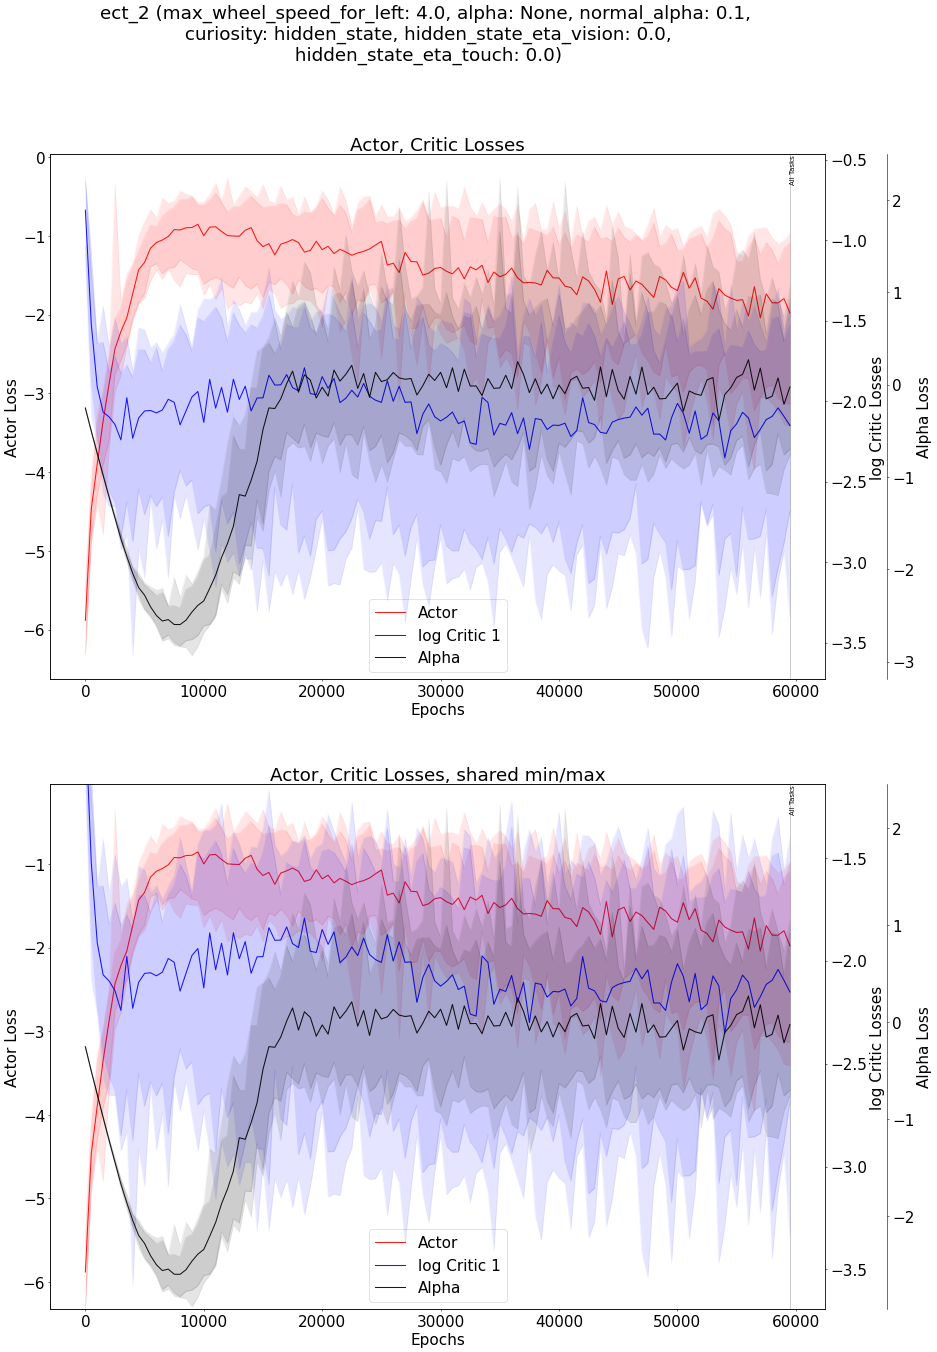 ect_2 (max_wheel_speed_for_left: 4.0, alpha: None, normal_alpha: 0.1,
curiosity: hidden_state, hidden_state_eta_vision: 0.0,
hidden_state_eta_touch: 0.0)
Actor, Critic Losses
0
−1
−2
−3
−4
−5
−6
Actor Loss
0
10000
20000
30000
40000
50000
60000
Epochs
−0.5
−1.0
−1.5
−2.0
−2.5
−3.0
−3.5
log Critic Losses
2
1
0
−1
−2
−3
Alpha Loss
All Tasks
Actor
log Critic 1
Alpha
Actor, Critic Losses, shared min/max
−1
−2
−3
−4
−5
−6
Actor Loss
0
10000
20000
30000
40000
50000
60000
Epochs
−1.5
−2.0
−2.5
−3.0
−3.5
log Critic Losses
2
1
0
−1
−2
Alpha Loss
All Tasks
Actor
log Critic 1
Alpha